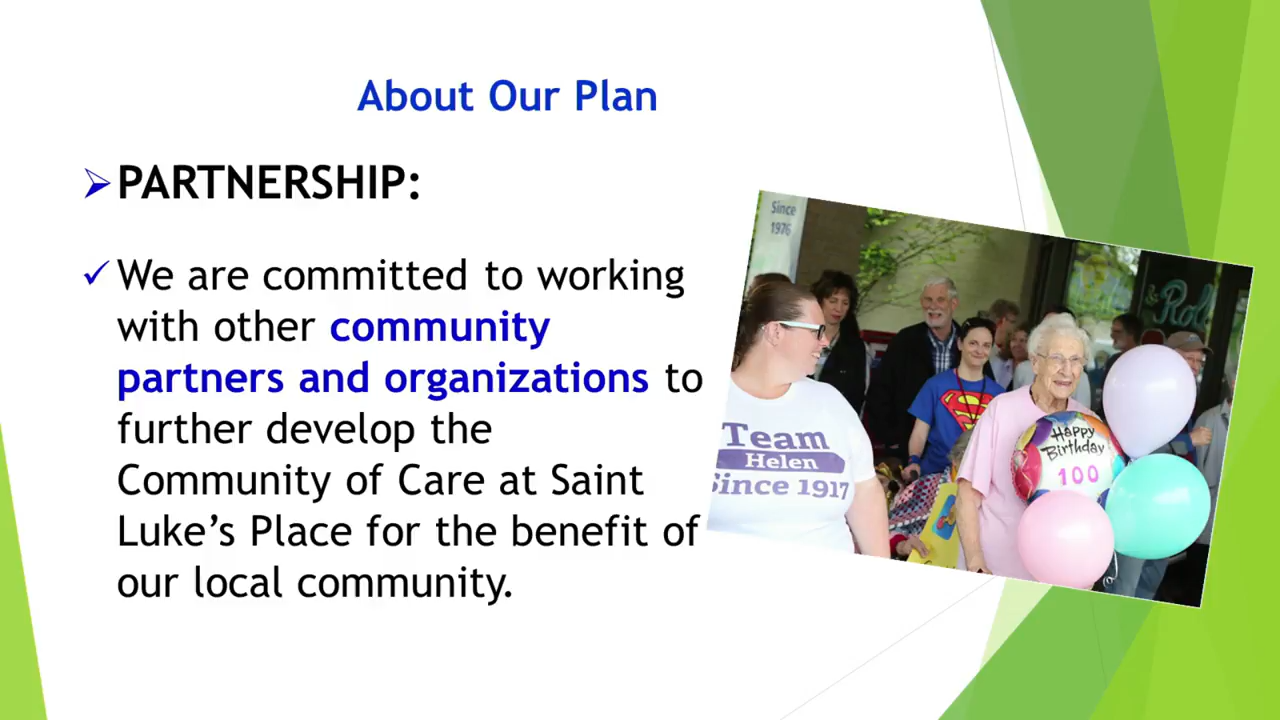 About Our Plan
PARTNERSHIP:
We are committed to working
with other community
partners and organizations to
further develop the
Community of Care at Saint
Luke's Place for the benefit of
our local community.
Since
1976
& Roll
Team
Helen
Since 1917
Happy
Birthday
100